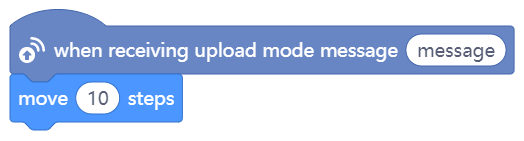 when receiving upload mode message message
move 10 steps